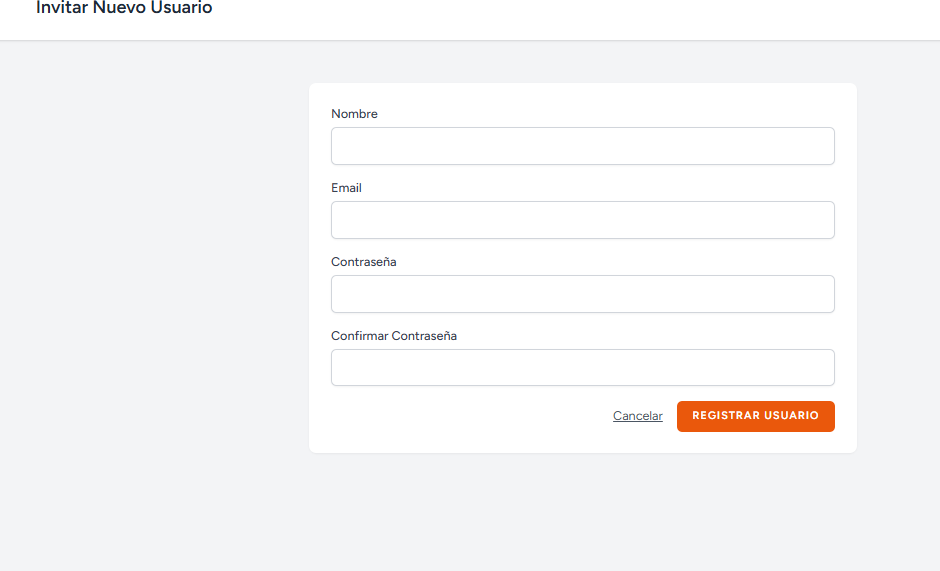 Invitar Nuevo Usuario
Nombre
Email
Contraseña
Confirmar Contraseña
Cancelar REGISTRAR USUARIO